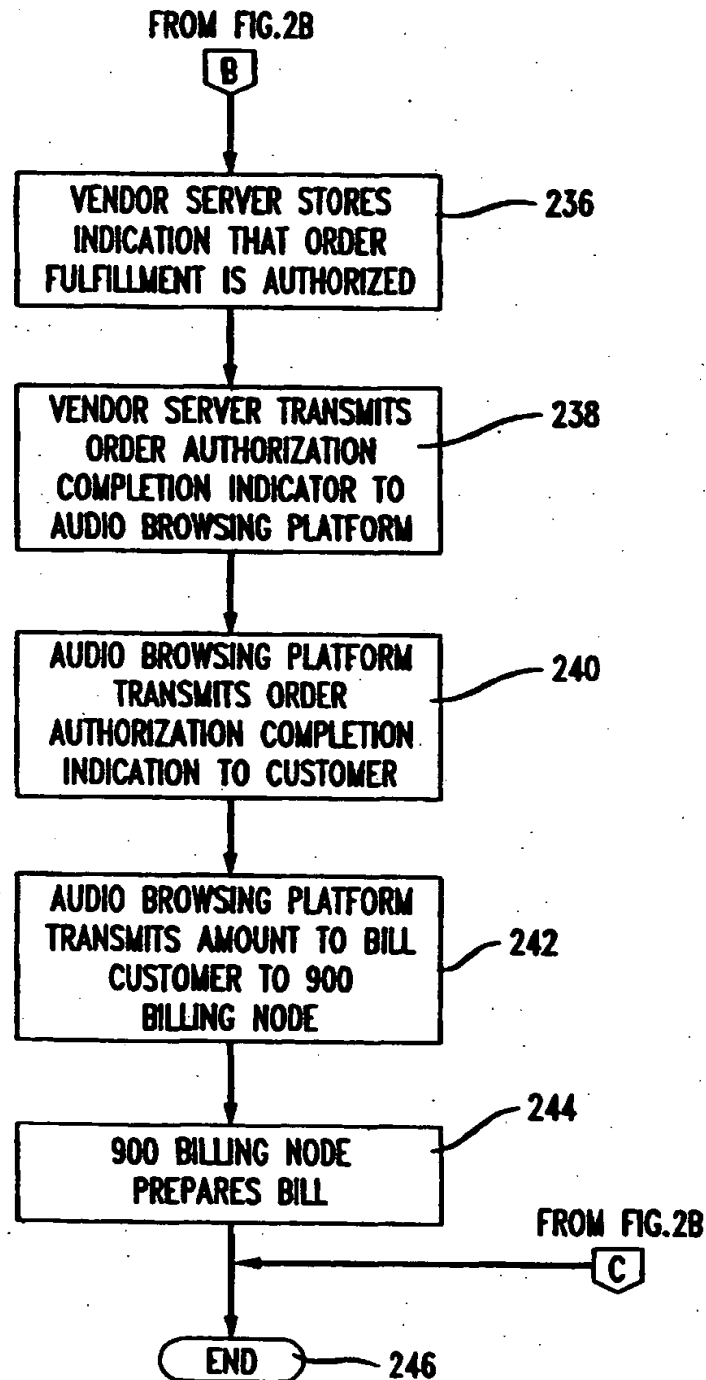 FROM FIG.2B
B
VENDOR SERVER STORES
INDICATION THAT ORDER
FULFILLMENT IS AUTHORIZED
236
VENDOR SERVER TRANSMITS
ORDER AUTHORIZATION
COMPLETION INDICATOR TO
AUDIO BROWSING PLATFORM
238
AUDIO BROWSING PLATFORM
TRANSMITS ORDER
AUTHORIZATION COMPLETION
INDICATION TO CUSTOMER
240
AUDIO BROWSING PLATFORM
TRANSMITS AMOUNT TO BILL
CUSTOMER TO 900
BILLING NODE
242
900 BILLING NODE
PREPARES BILL
244
FROM FIG.2B
C
END
246